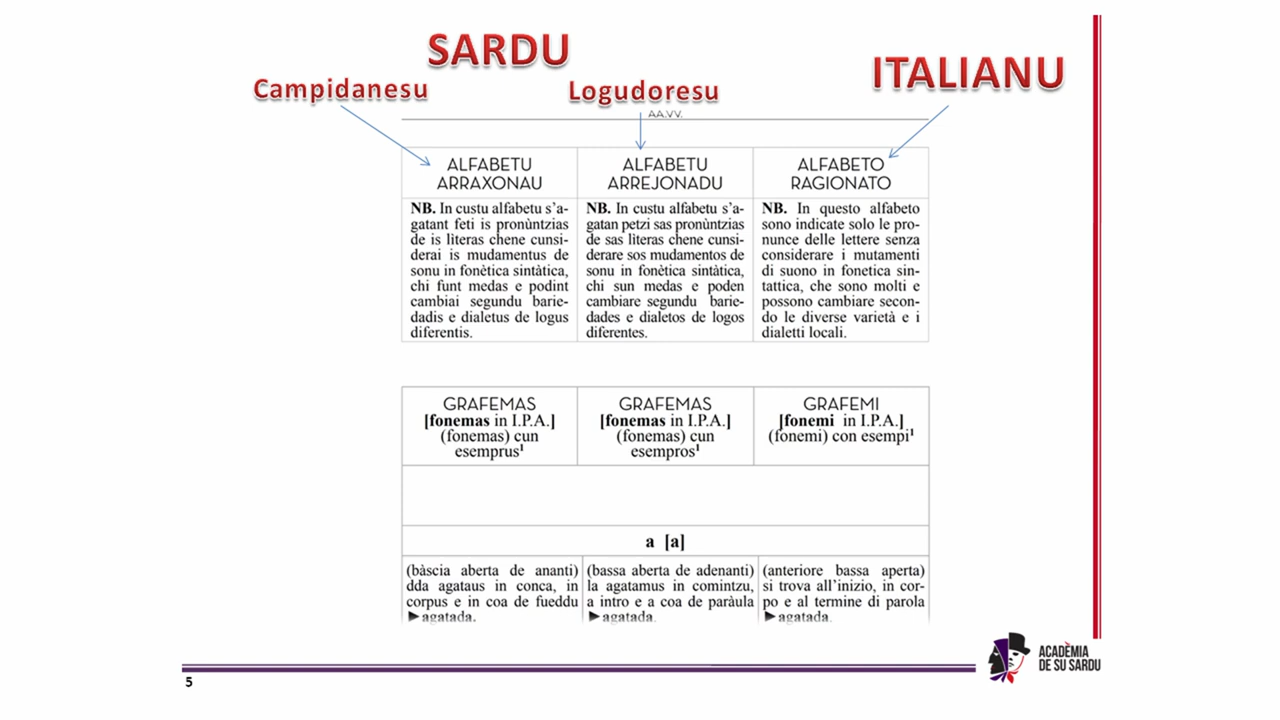 SARDU
ITALIANU
Campidanesu
Logudoresu
AA.VV.
ALFABETU
ARRAXONAU
NB. In custu alfabetu s’a-
gatant feti is pronùntzias
de is lìteras chene cunsi-
derai is mudamentus de
sonu in fonètica sintàtica,
chi funt medas e podint
cambiai segundu barie-
dadis e dialetus de logus
diferentis.
ALFABETU
ARREJONADU
NB. In custu alfabetu s’a-
gatan petzi sas pronùntzias
de sas lìteras chene cunsi-
derare sos mudamentos de
sonu in fonètica sintàtica,
chi sun medas e poden
cambiare segundu barie-
dades e dialetos de logos
diferentes.
ALFABETO
RAGIONATO
NB. In questo alfabeto
sono indicate solo le pro-
nunce delle lettere senza
considerare i mutamenti
di suono in fonetica sin-
tattica, che sono molti e
possono cambiare secon-
do le diverse varietà e i
dialetti locali.
GRAFEMAS
[fonemas in I.P.A.]
(fonemas) cun
esemprus¹
GRAFEMAS
[fonemas in I.P.A.]
(fonemas) cun
esempros¹
GRAFEMI
[fonemi in I.P.A.]
(fonemi) con esempi¹
a [a]
(bàscia aberta de ananti)
dda agataus in conca, in
corpus e in coa de fueddu
►agatada.
(bassa aberta de adenanti)
la agatamus in comintzu,
a intro e a coa de paràula
►agatada.
(anteriore bassa aperta)
si trova all’inizio, in cor-
po e al termine di parola
►agatada.
ACADÈMIA
DE SU SARDU
5